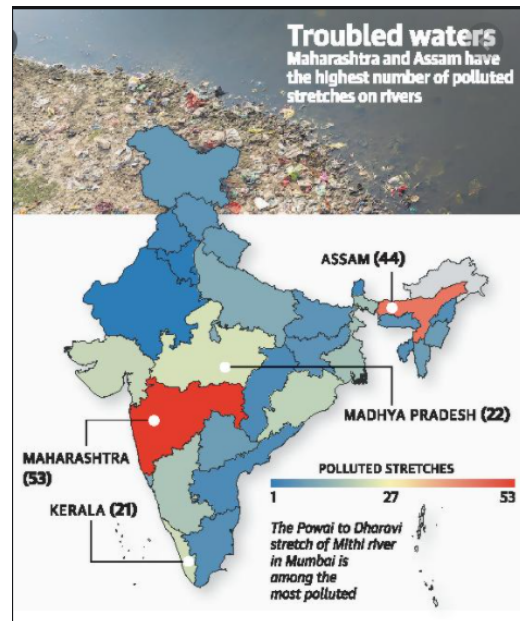 Troubled waters
Maharashtra and Assam have
the highest number of polluted
stretches on rivers
ASSAM (44)
MADHYA PRADESH (22)
MAHARASHTRA
(53)
KERALA (21)
POLLUTED STRETCHES
1 27 53
The Powai to Dharavi
stretch of Mithi river
in Mumbai is
among the
most polluted